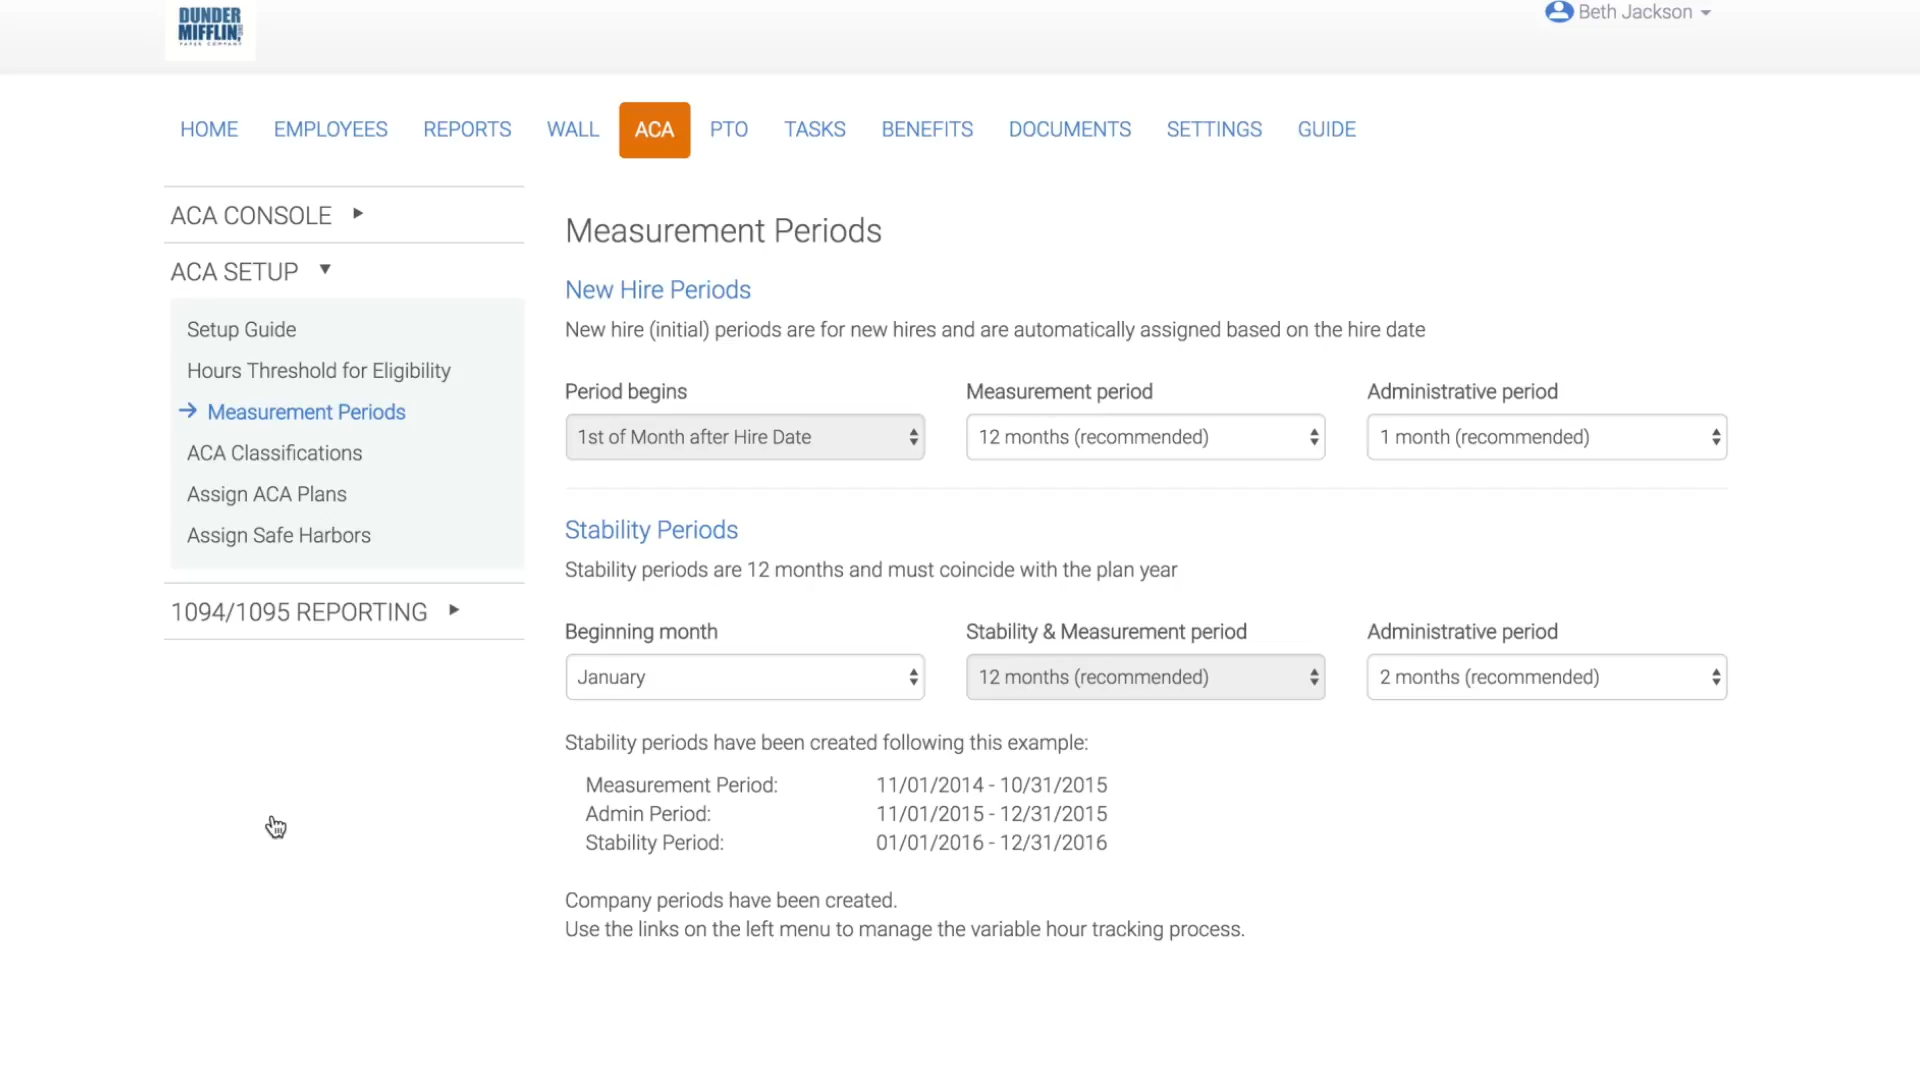 DUNDER
MIFFLIN,
PAPER COMPANY
Beth Jackson
HOME EMPLOYEES REPORTS WALL ACA PTO TASKS BENEFITS DOCUMENTS SETTINGS GUIDE
ACA CONSOLE
ACA SETUP
Setup Guide
Hours Threshold for Eligibility
Measurement Periods
ACA Classifications
Assign ACA Plans
Assign Safe Harbors
1094/1095 REPORTING
Measurement Periods
New Hire Periods
New hire (initial) periods are for new hires and are automatically assigned based on the hire date
Period begins Measurement period Administrative period
1st of Month after Hire Date 12 months (recommended) 1 month (recommended)
Stability Periods
Stability periods are 12 months and must coincide with the plan year
Beginning month Stability & Measurement period Administrative period
January 12 months (recommended) 2 months (recommended)
Stability periods have been created following this example:
Measurement Period: 11/01/2014 - 10/31/2015
Admin Period: 11/01/2015 - 12/31/2015
Stability Period: 01/01/2016 - 12/31/2016
Company periods have been created.
Use the links on the left menu to manage the variable hour tracking process.